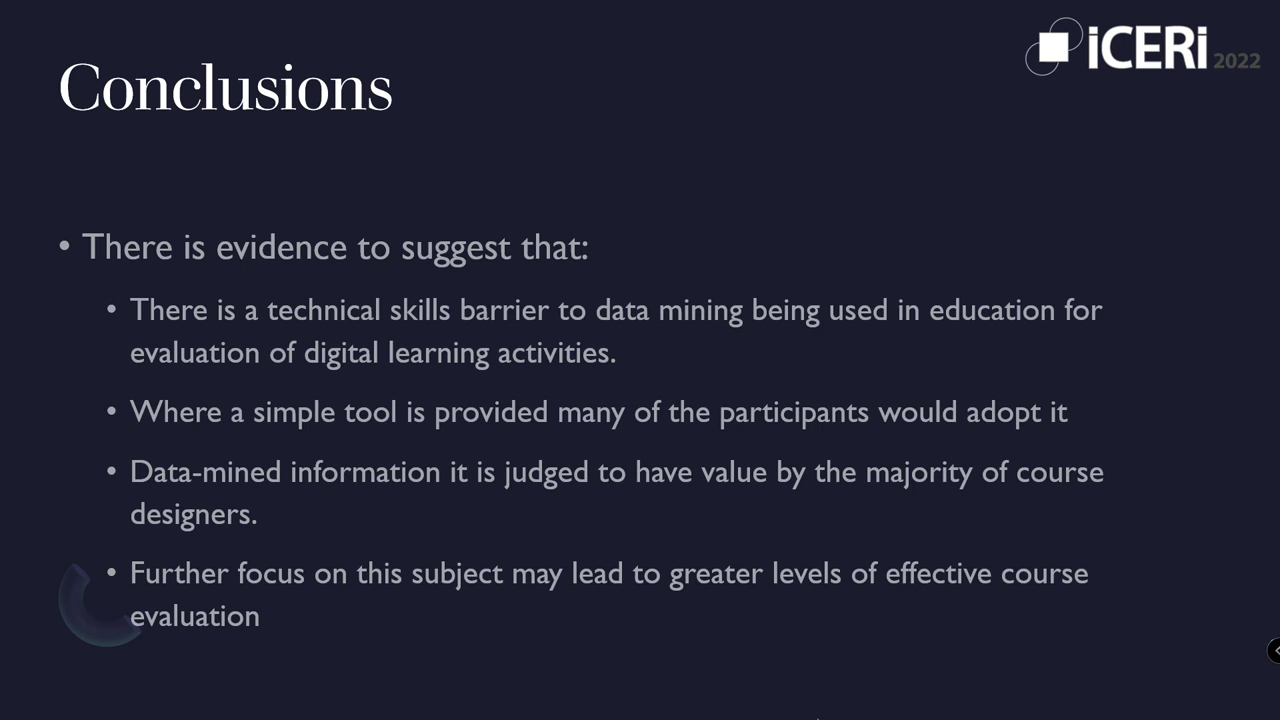 iCERi 2022
Conclusions
• There is evidence to suggest that:
• There is a technical skills barrier to data mining being used in education for
evaluation of digital learning activities.
• Where a simple tool is provided many of the participants would adopt it
• Data-mined information it is judged to have value by the majority of course
designers.
• Further focus on this subject may lead to greater levels of effective course
evaluation